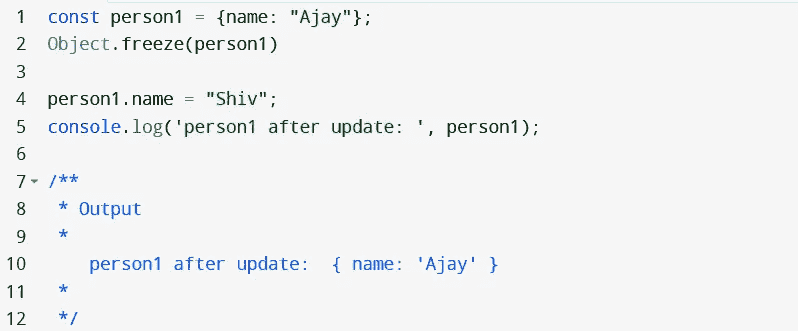 1 const person1 = {name: "Ajay"};
2 Object.freeze(person1)
3
4 person1.name = "Shiv";
5 console.log('person1 after update: ', person1);
6
7 /**
8  * Output
9  *
10    person1 after update:  { name: 'Ajay' }
11  *
12  */